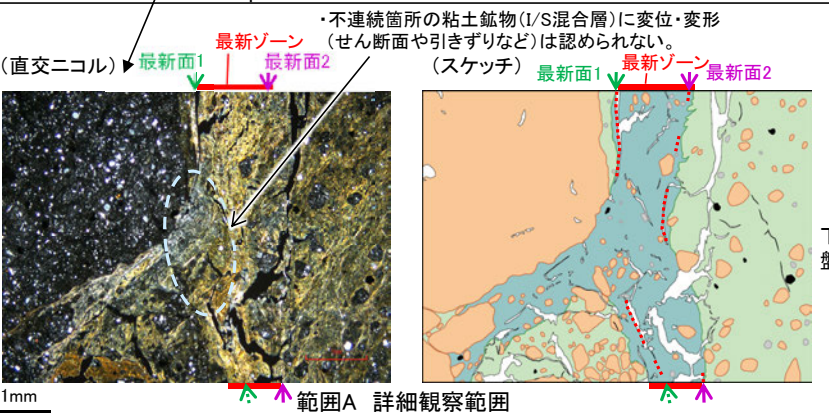 ・不連続箇所の粘土鉱物(I/S混合層)に変位・変形
(せん断面や引きずりなど)は認められない。
(直交ニコル)
最新面1
最新ゾーン
最新面2
(スケッチ)
最新面1
最新ゾーン
最新面2
盤
1mm
範囲A 詳細観察範囲